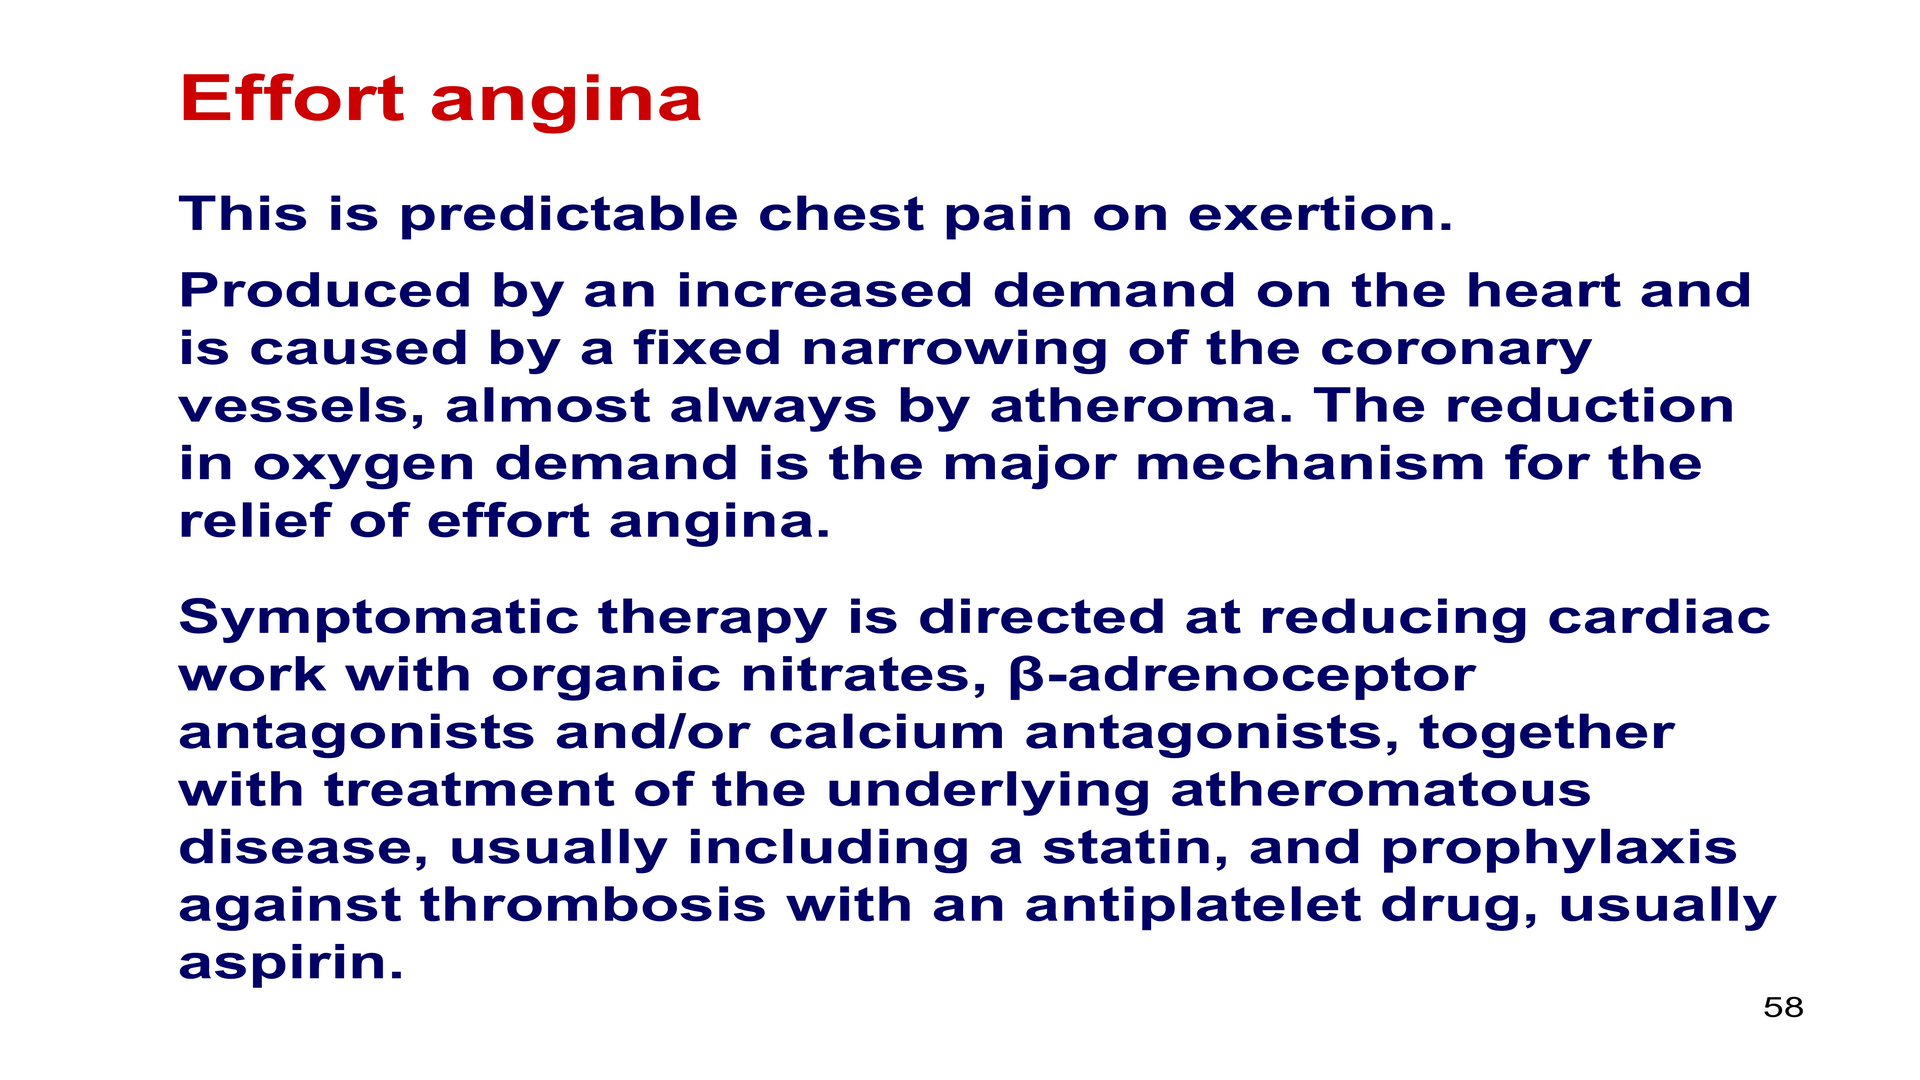 Effort angina
This is predictable chest pain on exertion.
Produced by an increased demand on the heart and
is caused by a fixed narrowing of the coronary
vessels, almost always by atheroma. The reduction
in oxygen demand is the major mechanism for the
relief of effort angina.
Symptomatic therapy is directed at reducing cardiac
work with organic nitrates, β-adrenoceptor
antagonists and/or calcium antagonists, together
with treatment of the underlying atheromatous
disease, usually including a statin, and prophylaxis
against thrombosis with an antiplatelet drug, usually
aspirin.
58